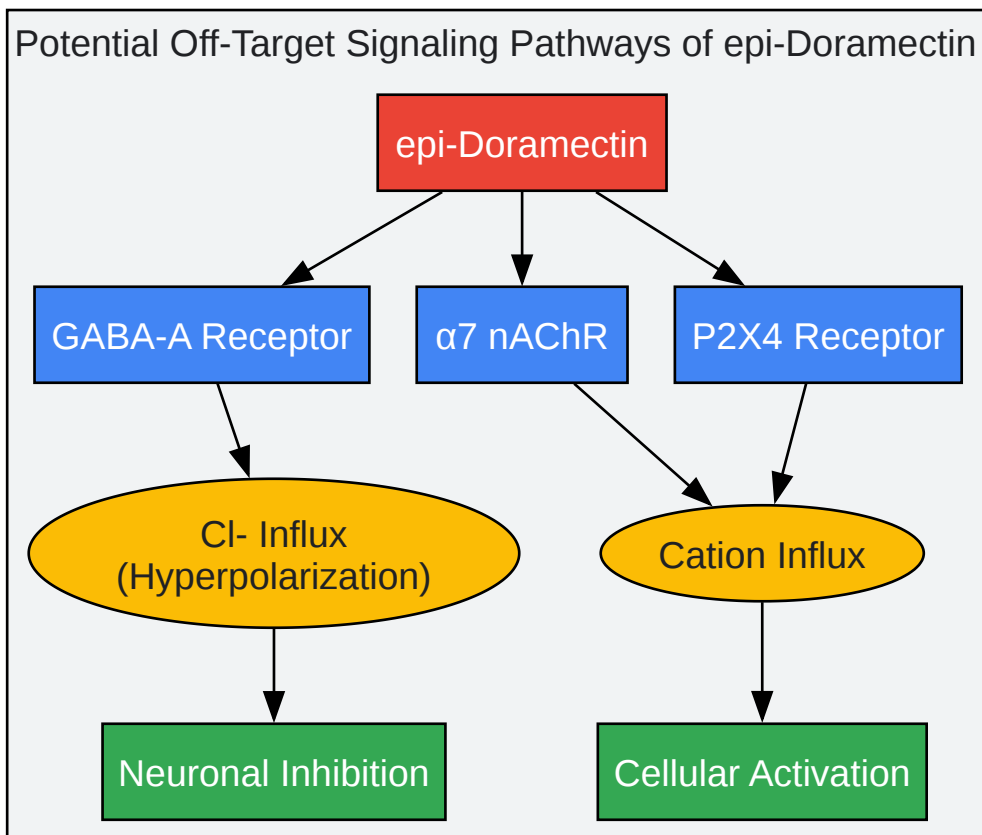 Potential Off-Target Signaling Pathways of epi-Doramectin
epi-Doramectin
GABA-A Receptor
α7 nAChR
P2X4 Receptor
Cl- Influx
(Hyperpolarization)
Cation Influx
Neuronal Inhibition
Cellular Activation